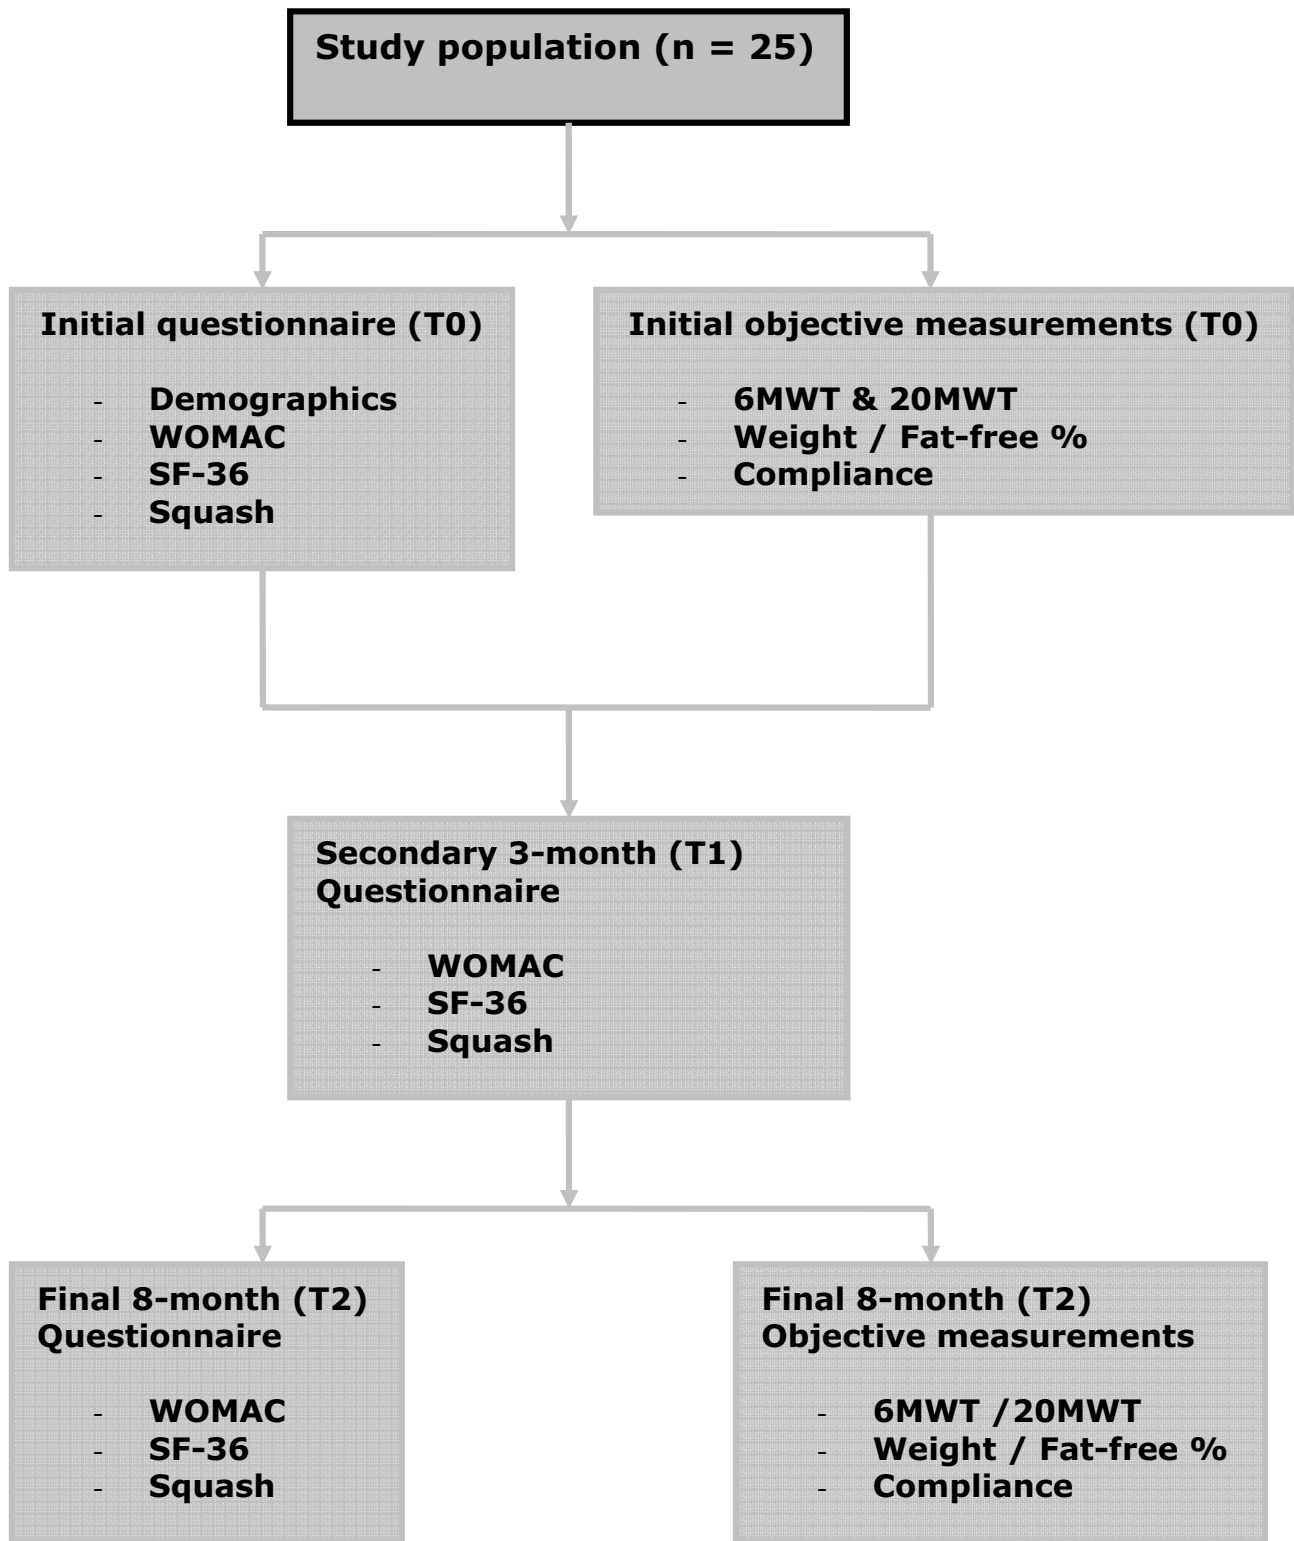 Study population (n = 25)
Initial questionnaire (T0)
- Demographics
- WOMAC
- SF-36
- Squash
Initial objective measurements (T0)
- 6MWT & 20MWT
- Weight / Fat-free %
- Compliance
Secondary 3-month (T1)
Questionnaire
- WOMAC
- SF-36
- Squash
Final 8-month (T2)
Questionnaire
- WOMAC
- SF-36
- Squash
Final 8-month (T2)
Objective measurements
- 6MWT /20MWT
- Weight / Fat-free %
- Compliance